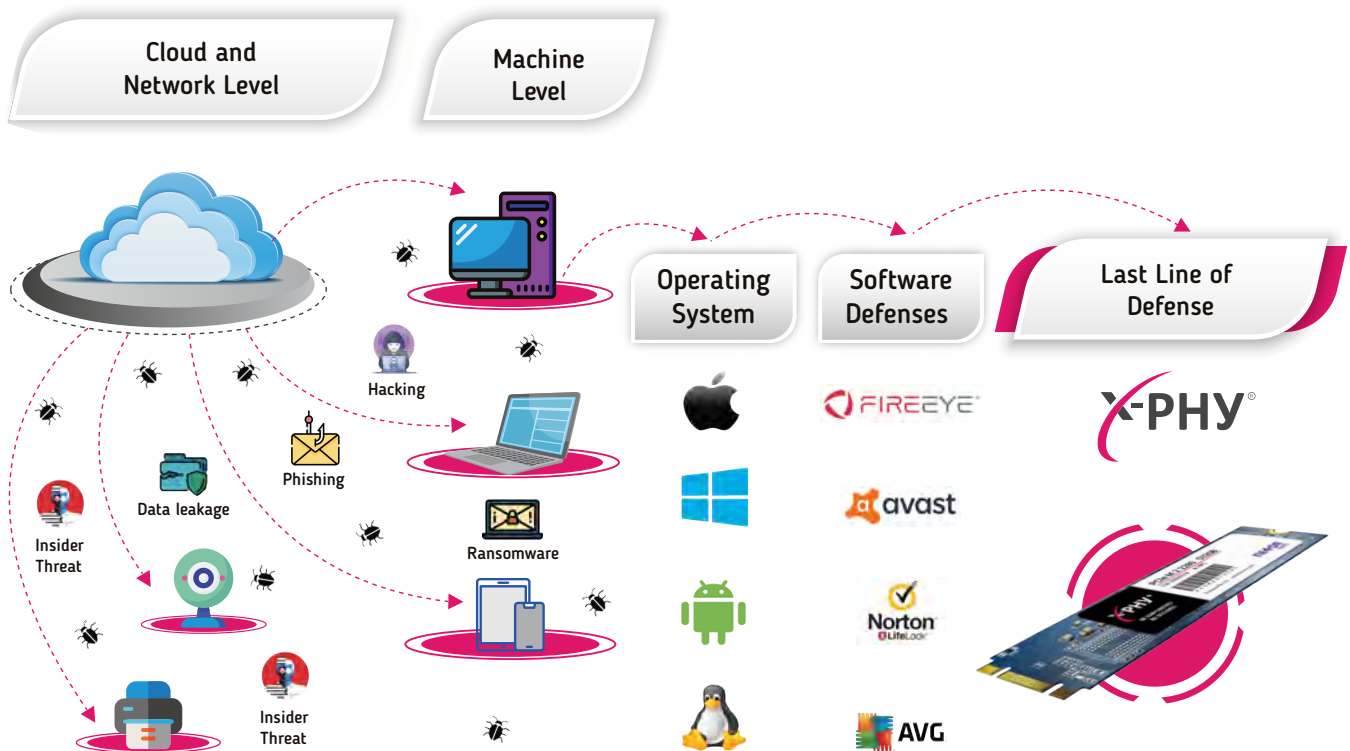 Cloud and
Network Level
Machine
Level
Operating
System
Software
Defenses
Last Line of
Defense
Hacking
Phishing
Data leakage
Insider
Threat
Ransomware
Insider
Threat
FIREEYE
avast
Norton
LifeLock
AVG
X-PHY®
X-PHY